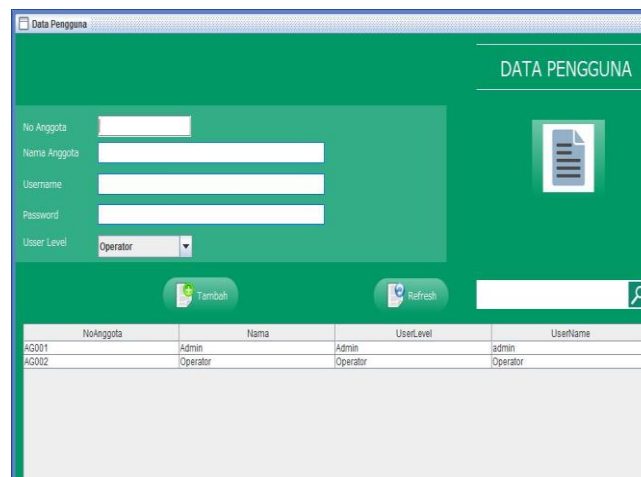 Data Pengguna
DATA PENGGUNA
No Anggota
Nama Anggota
Username
Password
Usser Level Operator
Tambah Refresh
NoAnggota Nama UserLevel UserName
AG001 Admin Admin admin
AG002 Operator Operator Operator